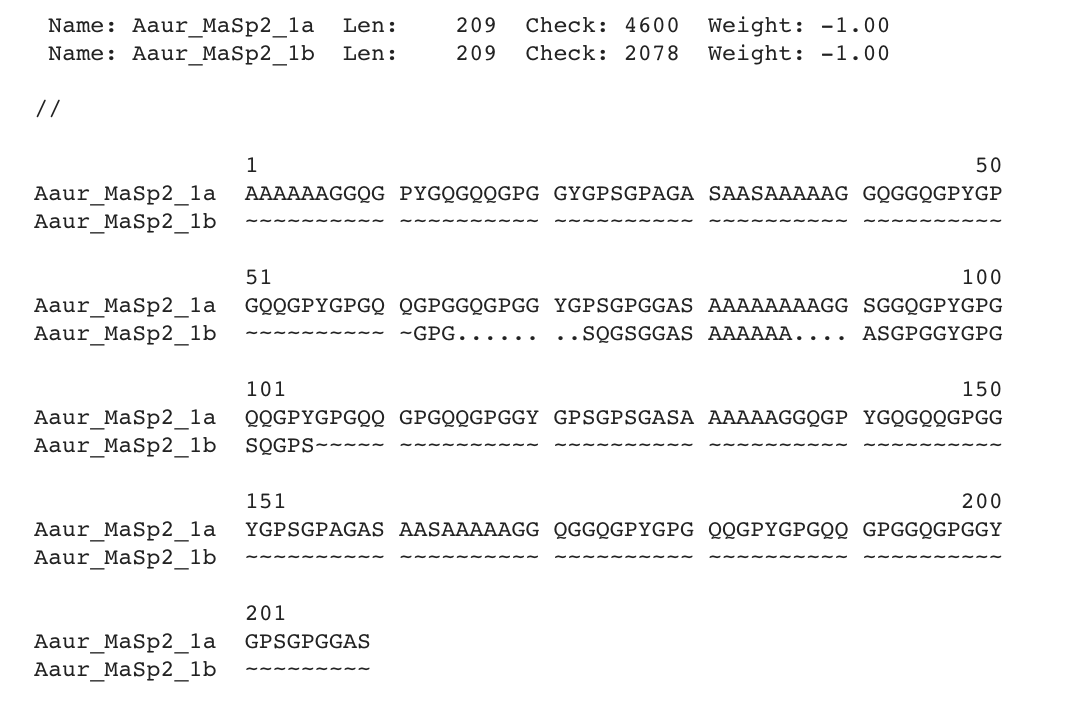 Name: Aaur_MaSp2_1a  Len:    209  Check: 4600  Weight: -1.00
Name: Aaur_MaSp2_1b  Len:    209  Check: 2078  Weight: -1.00
//
1                                                  50
Aaur_MaSp2_1a  AAAAAAGGQG PYGQGQQGPG GYGPSGPAGA SAASAAAAAG GQGGQGPYGP
Aaur_MaSp2_1b  ~~~~~~~~~~ ~~~~~~~~~~ ~~~~~~~~~~ ~~~~~~~~~~ ~~~~~~~~~~
51                                                100
Aaur_MaSp2_1a  GQQGPYGPGQ QGPGGQGPGG YGPSGPGGAS AAAAAAAAGG SGGQGPYGPG
Aaur_MaSp2_1b  ~~~~~~~~~~ ~GPG...... ..SQGSGGAS AAAAAA.... ASGPGGYGPG
101                                               150
Aaur_MaSp2_1a  QQGPYGPGQQ GPGQQGPGGY GPSGPSGASA AAAAAGGQGP YGQGQQGPGG
Aaur_MaSp2_1b  SQGPS~~~~~ ~~~~~~~~~~ ~~~~~~~~~~ ~~~~~~~~~~ ~~~~~~~~~~
151                                               200
Aaur_MaSp2_1a  YGPSGPAGAS AASAAAAAGG QGGQGPYGPG QQGPYGPGQQ GPGGQGPGGY
Aaur_MaSp2_1b  ~~~~~~~~~~ ~~~~~~~~~~ ~~~~~~~~~~ ~~~~~~~~~~ ~~~~~~~~~~
201
Aaur_MaSp2_1a  GPSGPGGAS
Aaur_MaSp2_1b  ~~~~~~~~~